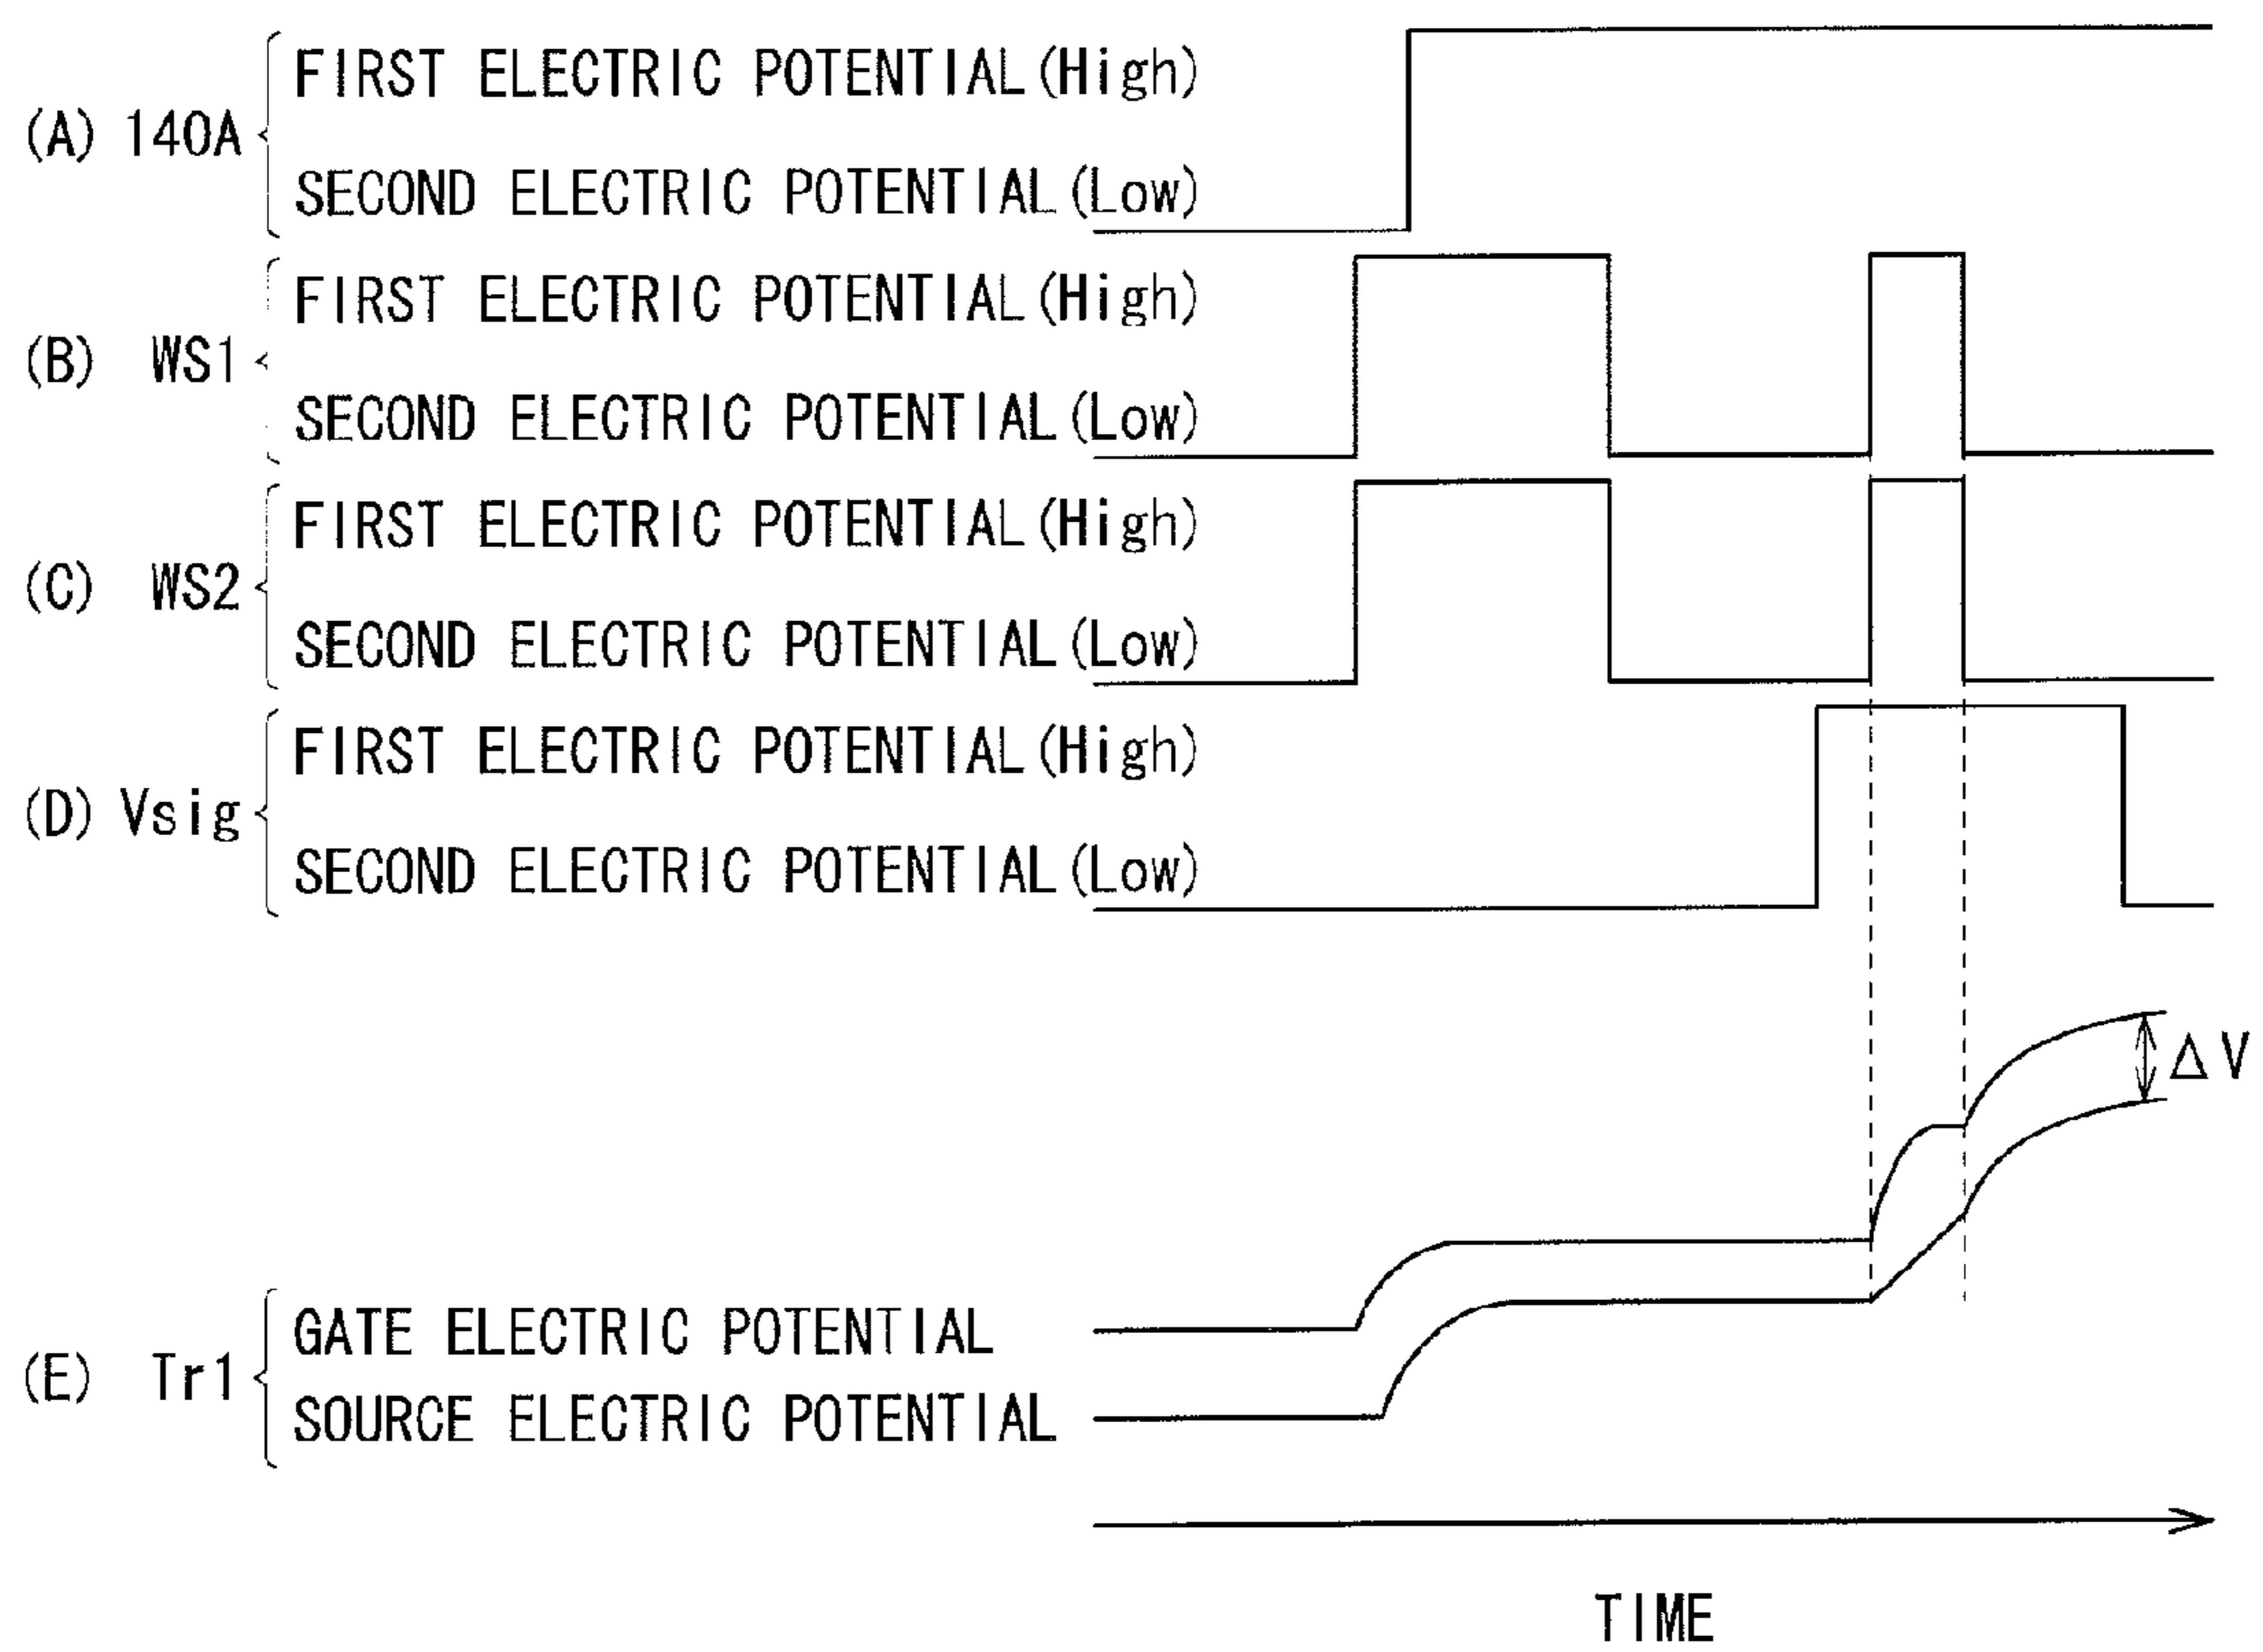 FIRST ELECTRIC POTENTIAL(High)
(A) 140A
SECOND ELECTRIC POTENTIAL(Low)
FIRST ELECTRIC POTENTIAL(High)
(B) WS1
SECOND ELECTRIC POTENTIAL(Low)
FIRST ELECTRIC POTENTIAL(High)
(C) WS2
SECOND ELECTRIC POTENTIAL(Low)
FIRST ELECTRIC POTENTIAL(High)
(D) Vsig
SECOND ELECTRIC POTENTIAL(Low)
ΔV
GATE ELECTRIC POTENTIAL
(E) Tr1
SOURCE ELECTRIC POTENTIAL
TIME